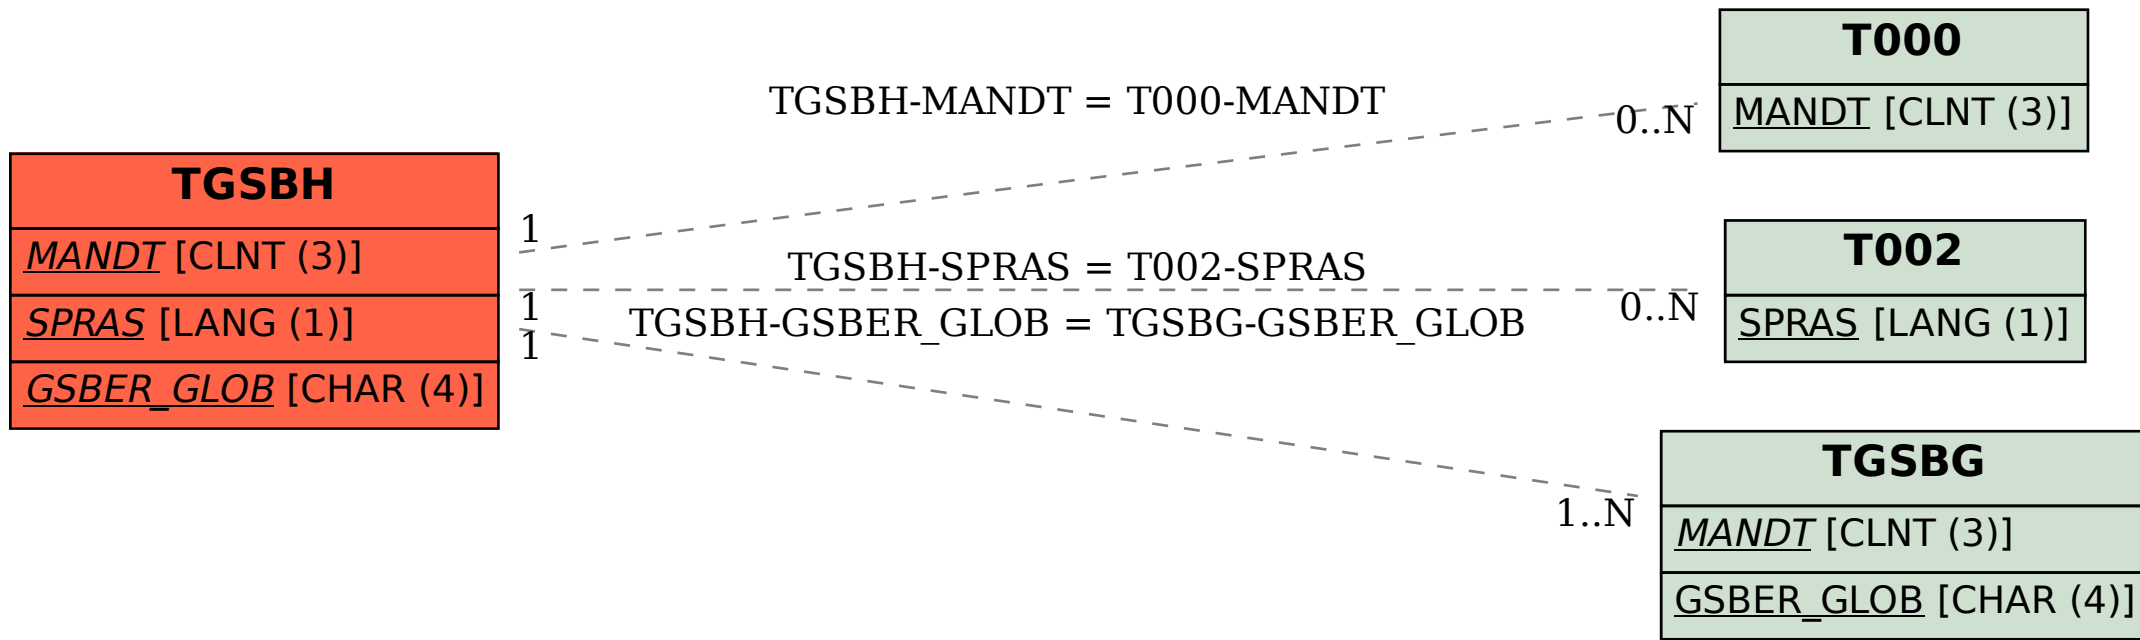 TGSBH
MANDT [CLNT (3)]
SPRAS [LANG (1)]
GSBER_GLOB [CHAR (4)]
TGSBH-MANDT = T000-MANDT
1
0..N
TGSBH-SPRAS = T002-SPRAS
1
0..N
TGSBH-GSBER_GLOB = TGSBG-GSBER_GLOB
1
1..N
T000
MANDT [CLNT (3)]
T002
SPRAS [LANG (1)]
TGSBG
MANDT [CLNT (3)]
GSBER_GLOB [CHAR (4)]